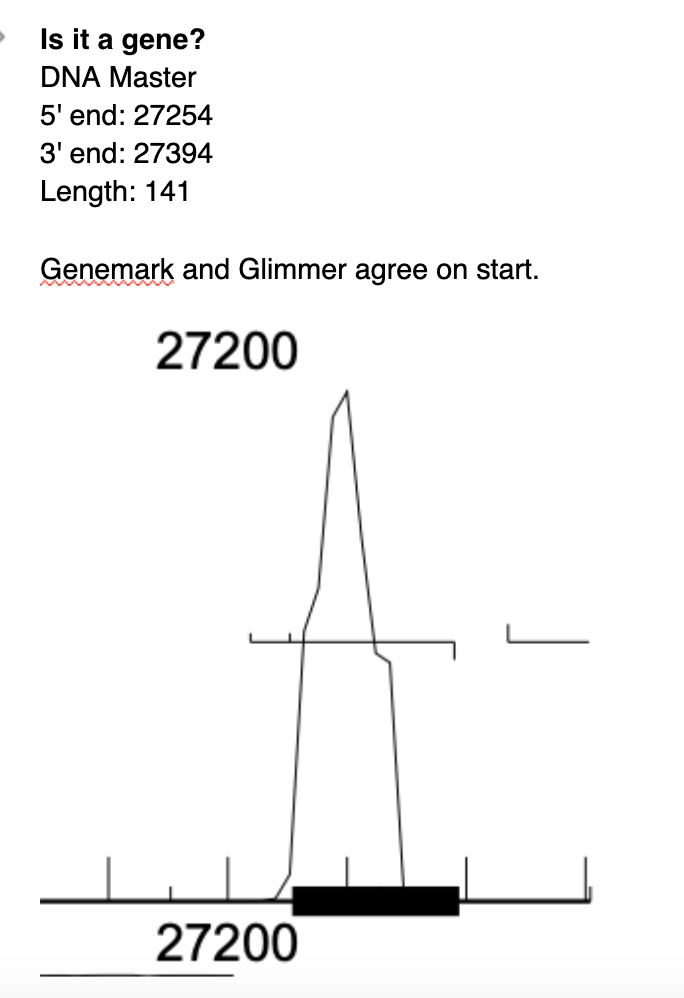 Is it a gene?
DNA Master
5' end: 27254
3' end: 27394
Length: 141
Genemark and Glimmer agree on start.
27200
27200